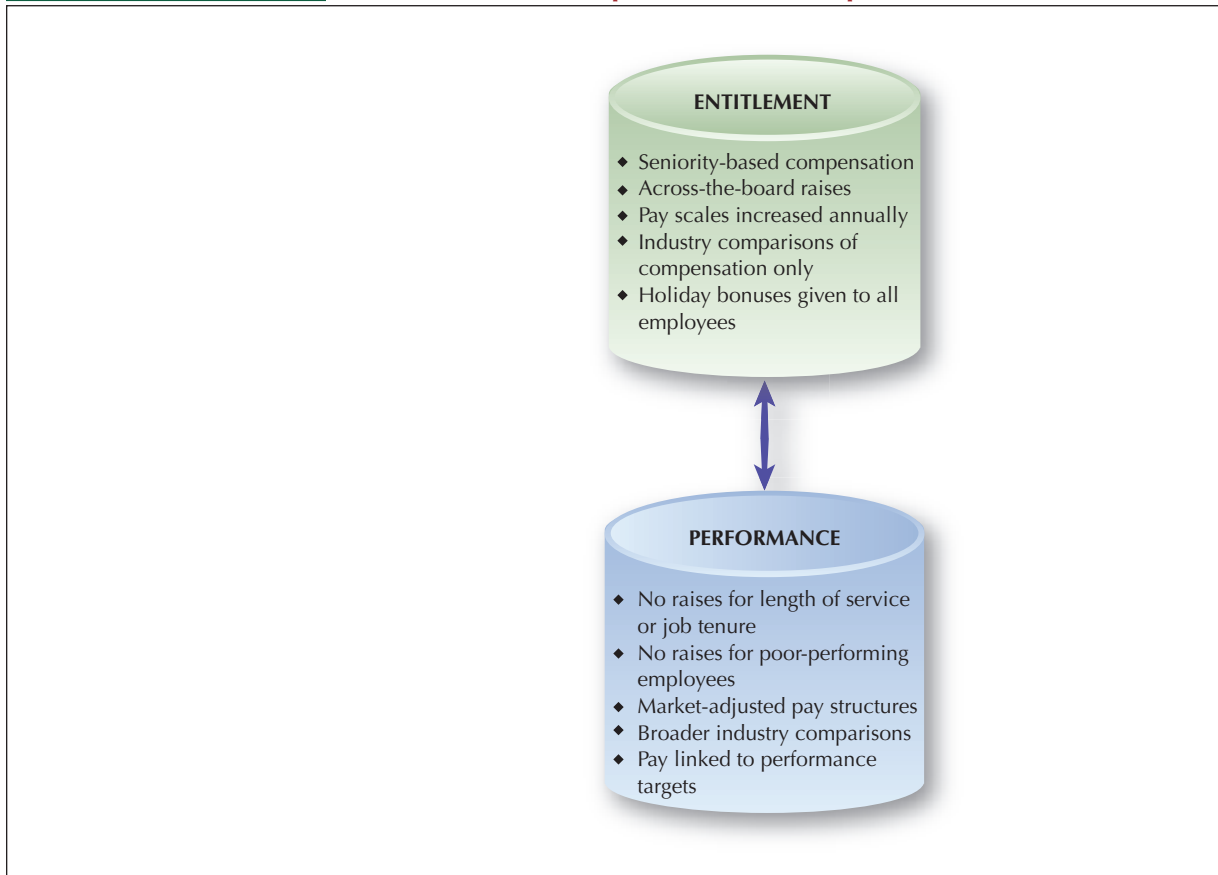 ENTITLEMENT
◆ Seniority-based compensation
◆ Across-the-board raises
◆ Pay scales increased annually
◆ Industry comparisons of
compensation only
◆ Holiday bonuses given to all
employees
PERFORMANCE
◆ No raises for length of service
or job tenure
◆ No raises for poor-performing
employees
◆ Market-adjusted pay structures
◆ Broader industry comparisons
◆ Pay linked to performance
targets